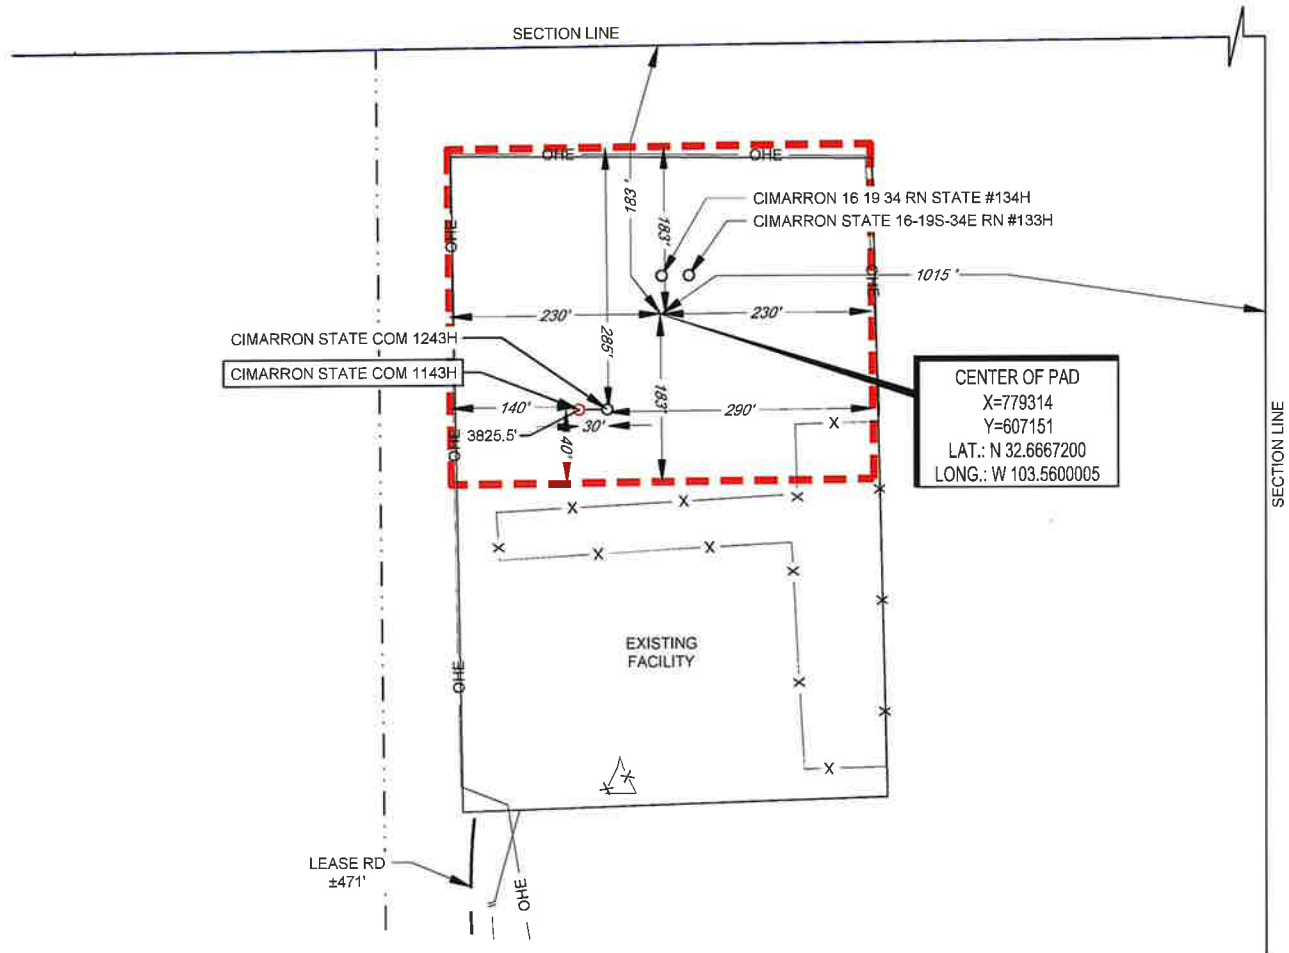 SECTION LINE
OHE
OHE
183'
CIMARRON 16 19 34 RN STATE #134H
CIMARRON STATE 16-19S-34E RN #133H
OHE
OHE
1015 '
230'
230'
CIMARRON STATE COM 1243H
285'
CIMARRON STATE COM 1143H
CENTER OF PAD
X=779314
Y=607151
LAT.: N 32.6667200
LONG.: W 103.5600005
140'
290'
183'
30'
3825.5'
OHE
40'
X
X
X
X
X
X
X
X
X
SECTION LINE
X
X
EXISTING
FACILITY
OHE
X
X
X
X
X
LEASE RD
±471'
OHE